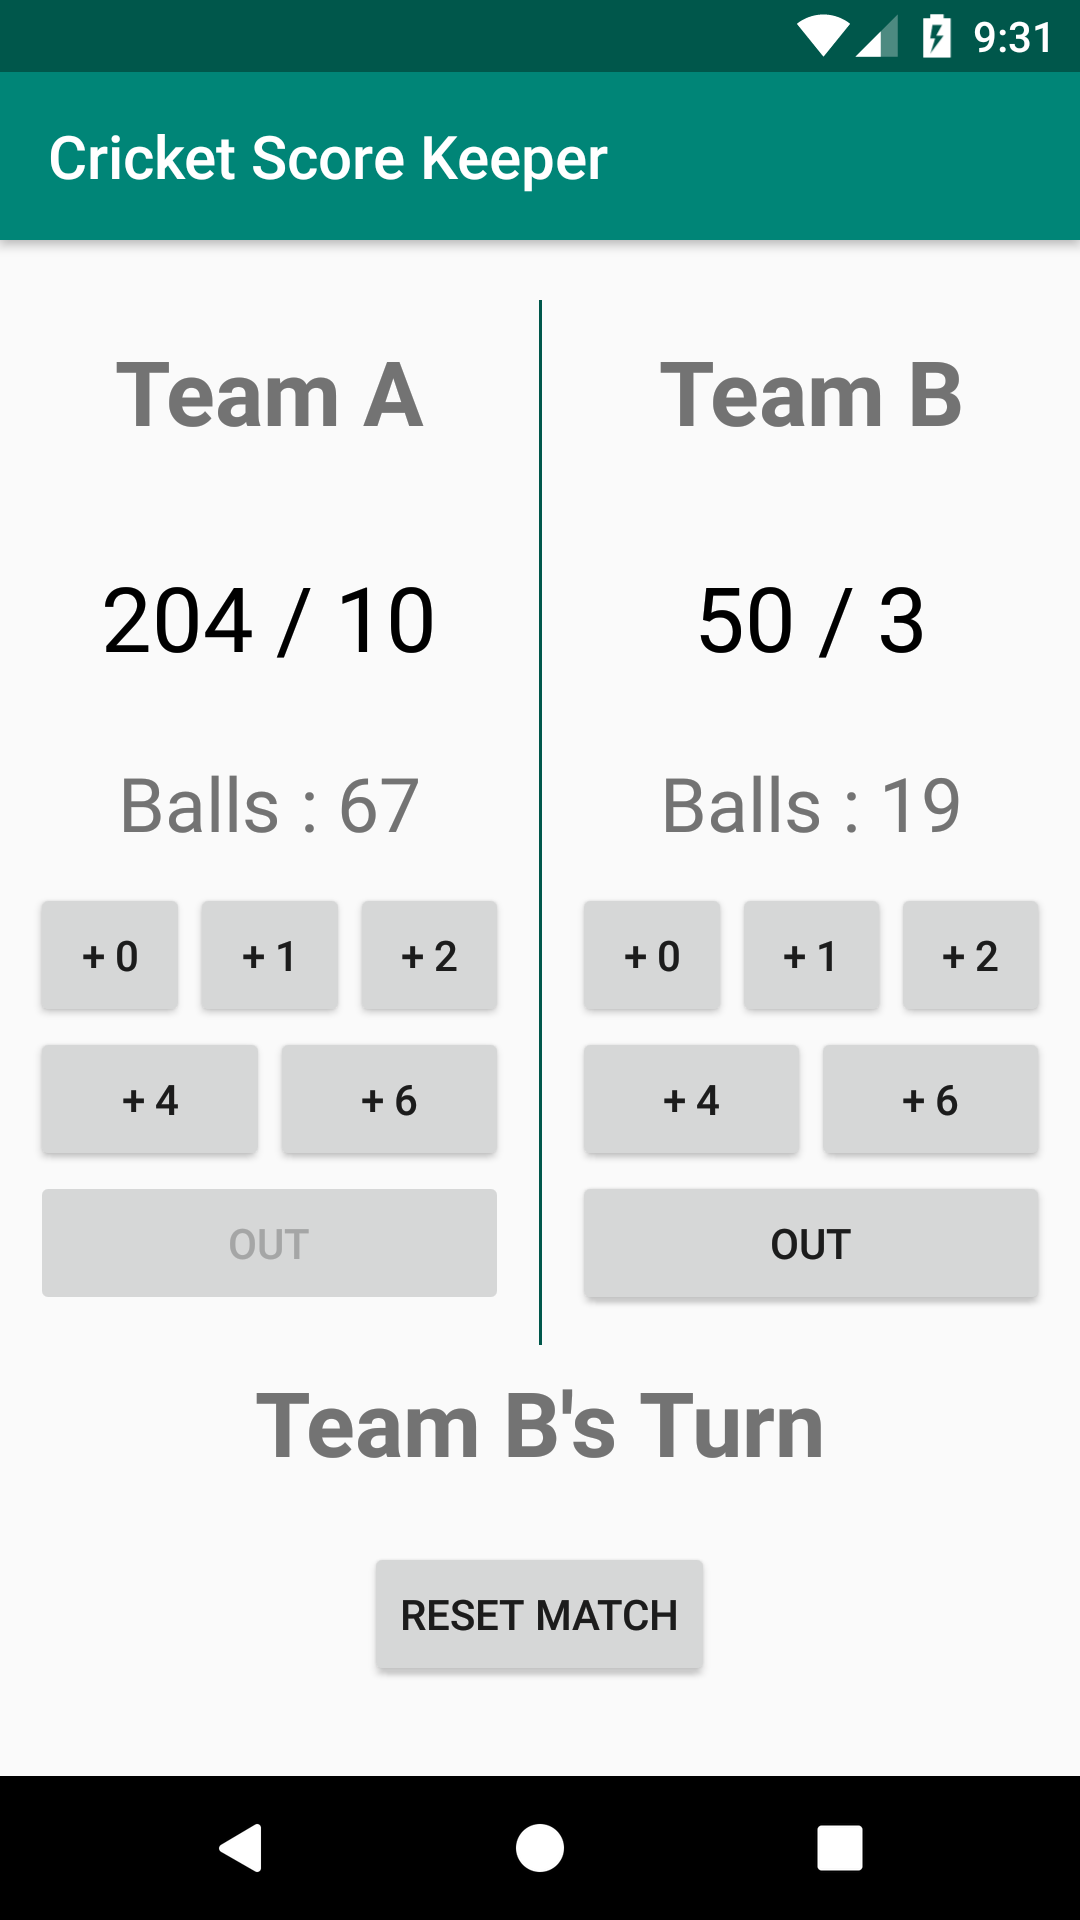 9:31
Cricket Score Keeper
Team A
204 / 10
Balls : 67
+ 0 + 1 + 2
+ 4 + 6
OUT
Team B
50 / 3
Balls : 19
+ 0 + 1 + 2
+ 4 + 6
OUT
Team B's Turn
RESET MATCH